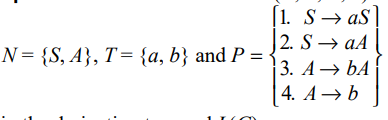 1. S → aS
2. S → aA
N = {S, A}, T = {a, b} and P =
3. A → bA
4. A → b